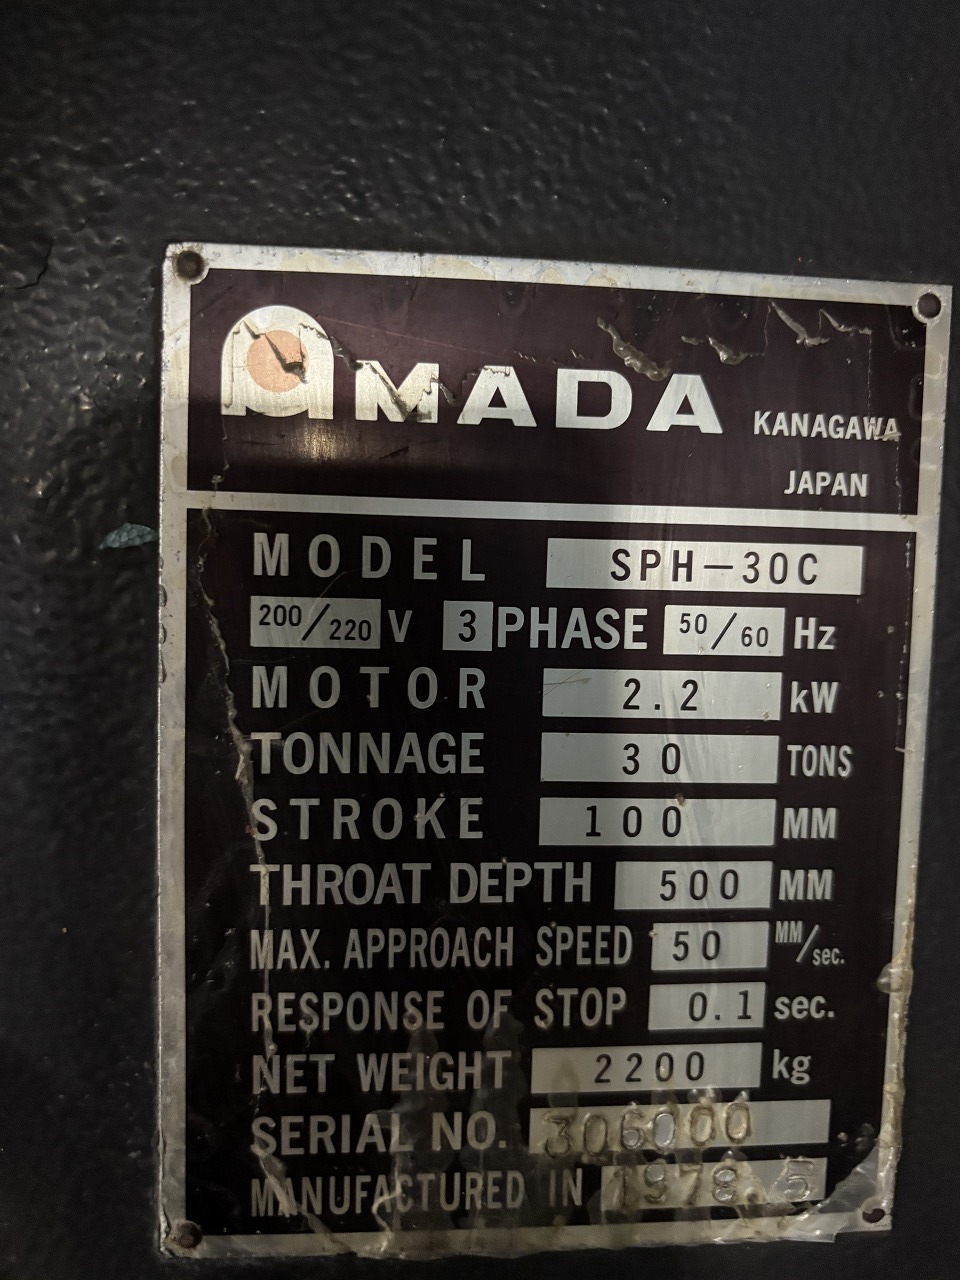 AMADA KANAGAWA
JAPAN
MODEL SPH-30C
200/220 V 3 PHASE 50/60 Hz
MOTOR 2.2 kW
TONNAGE 30 TONS
STROKE 100 MM
THROAT DEPTH 500 MM
MAX. APPROACH SPEED 50 MM/sec.
RESPONSE OF STOP 0.1 sec.
NET WEIGHT 2200 kg
SERIAL NO. 306000
MANUFACTURED IN 1978 5